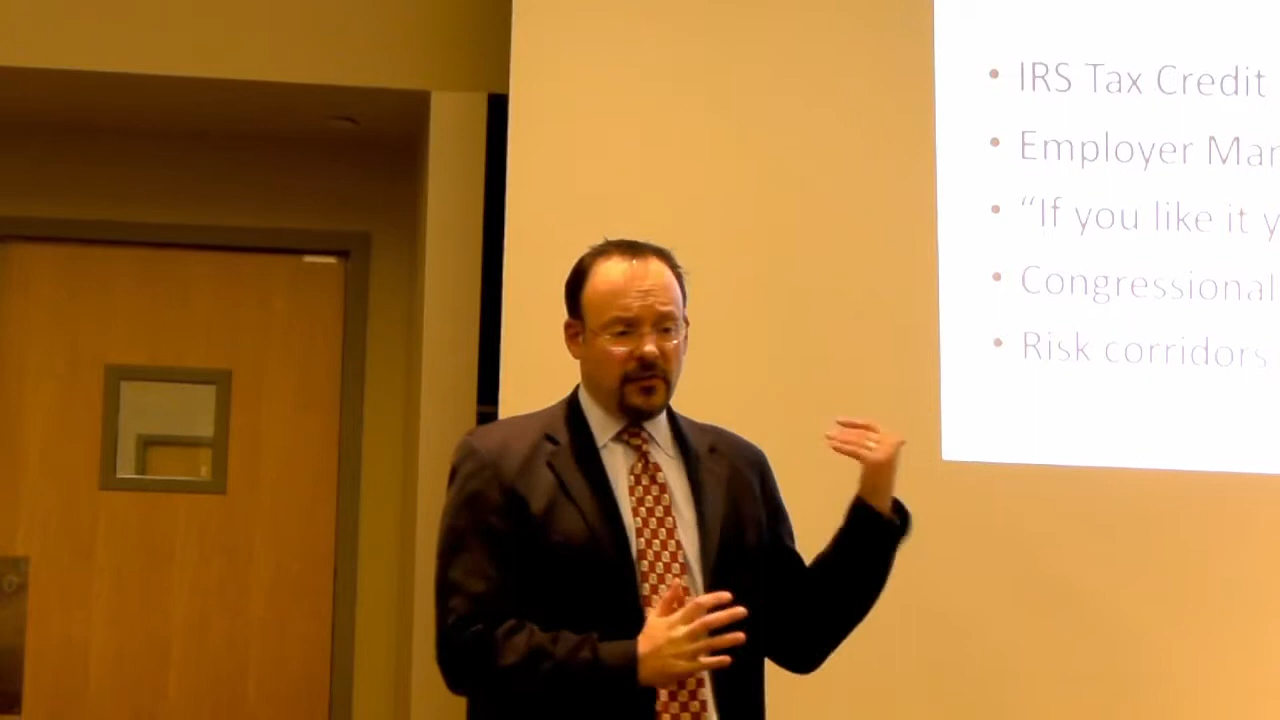 • IRS Tax Credit
• Employer Man
• “If you like it y
• Congressional
• Risk corridors